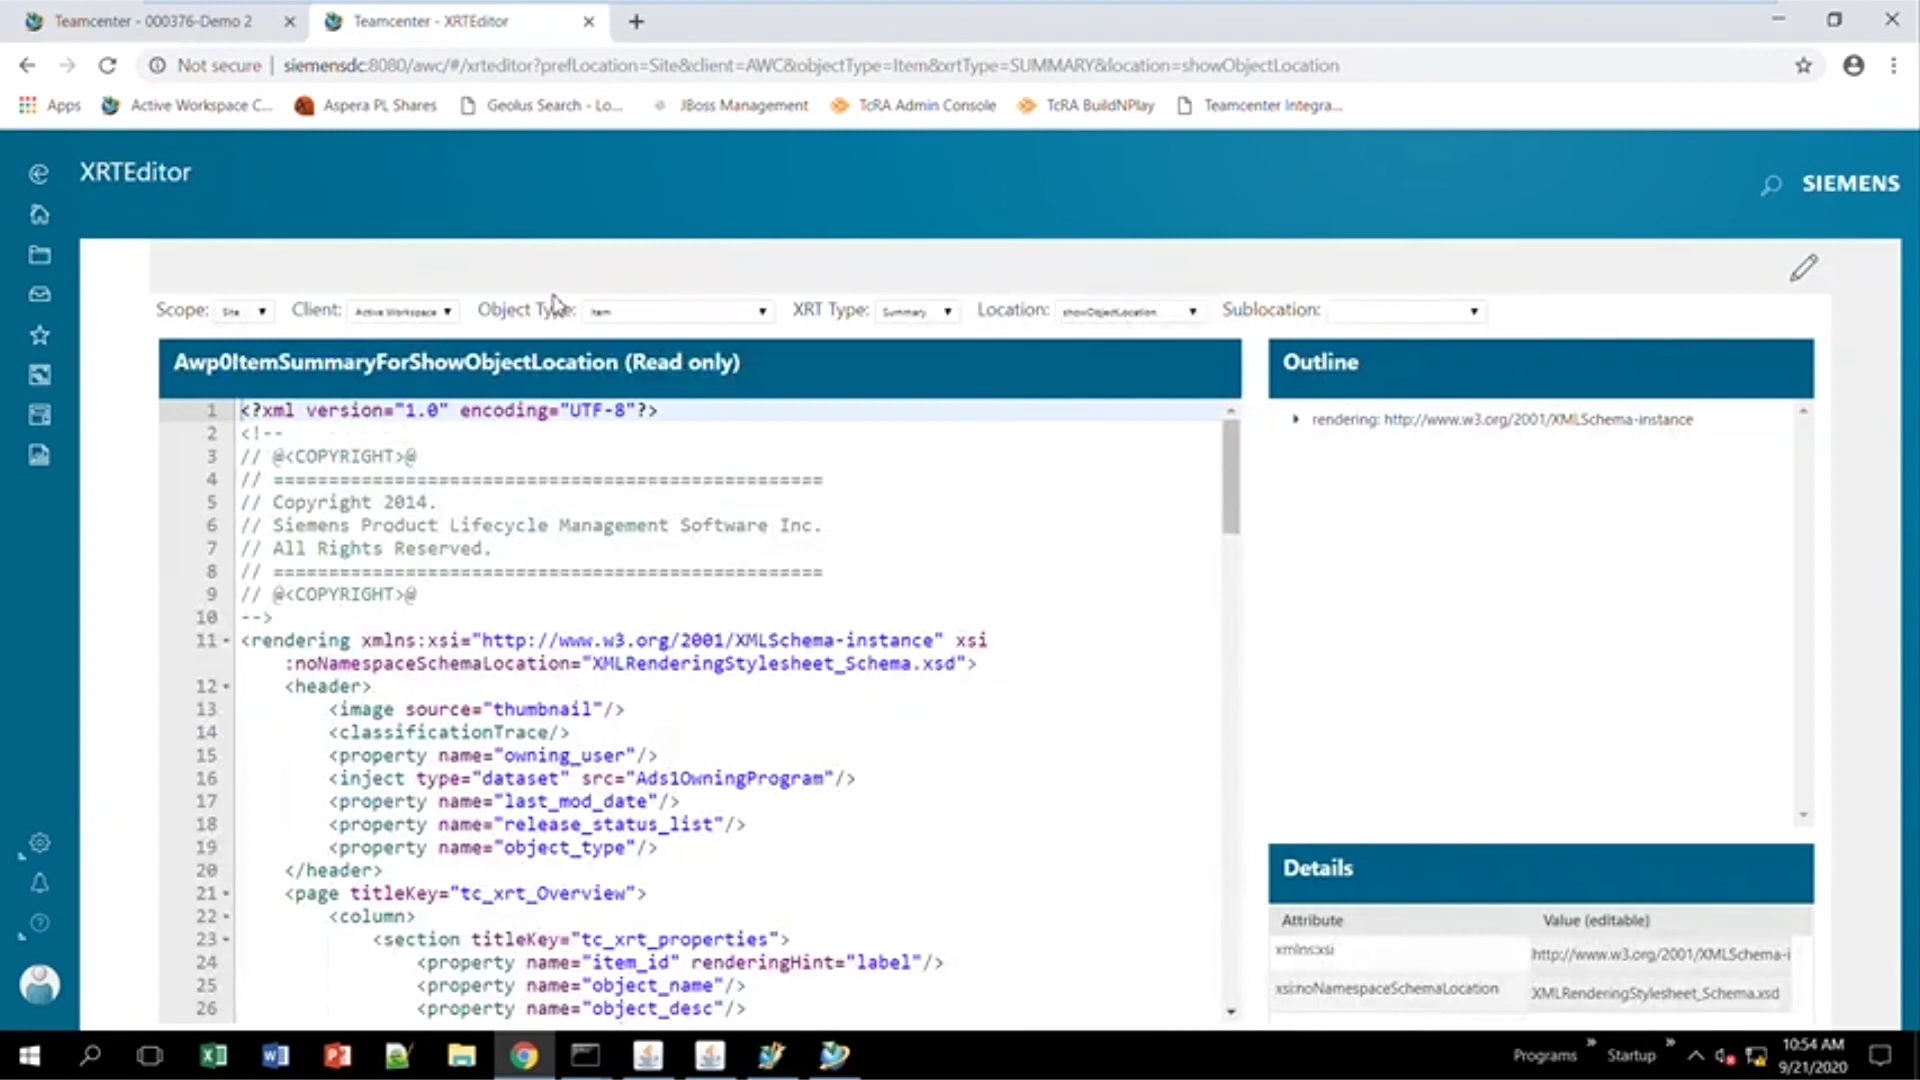 Teamcenter - 000376-Demo 2
Teamcenter - XRTEditor
Not secure | siemensdc:8080/awc/#/xrteditor?prefLocation=Site&client=AWC&objectType=Item&xrtType=SUMMARY&location=showObjectLocation
Apps Active Workspace C... Aspera PL Shares Geolus Search - Lo... JBoss Management TcRA Admin Console TcRA BuildNPlay Teamcenter Integra...
XRTEditor
SIEMENS
Scope: Site Client: Active Workspace Object Type: Item XRT Type: Summary Location: showObjectLocation Sublocation:
Awp0ItemSummaryForShowObjectLocation (Read only)
1 <?xml version="1.0" encoding="UTF-8"?>
2 <!--
3 // @<COPYRIGHT>@
4 // ==================================================
5 // Copyright 2014.
6 // Siemens Product Lifecycle Management Software Inc.
7 // All Rights Reserved.
8 // ==================================================
9 // @<COPYRIGHT>@
10 -->
11 <rendering xmlns:xsi="http://www.w3.org/2001/XMLSchema-instance" xsi
:noNamespaceSchemaLocation="XMLRenderingStylesheet_Schema.xsd">
12 <header>
13 <image source="thumbnail"/>
14 <classificationTrace/>
15 <property name="owning_user"/>
16 <inject type="dataset" src="Ads1OwningProgram"/>
17 <property name="last_mod_date"/>
18 <property name="release_status_list"/>
19 <property name="object_type"/>
20 </header>
21 <page titleKey="tc_xrt_Overview">
22 <column>
23 <section titleKey="tc_xrt_properties">
24 <property name="item_id" renderingHint="label"/>
25 <property name="object_name"/>
26 <property name="object_desc"/>
Outline
rendering: http://www.w3.org/2001/XMLSchema-instance
Details
Attribute Value (editable)
xmlns:xsi http://www.w3.org/2001/XMLSchema-i
xsi:noNamespaceSchemaLocation XMLRenderingStylesheet_Schema.xsd
Programs » Startup » 10:54 AM
9/21/2020